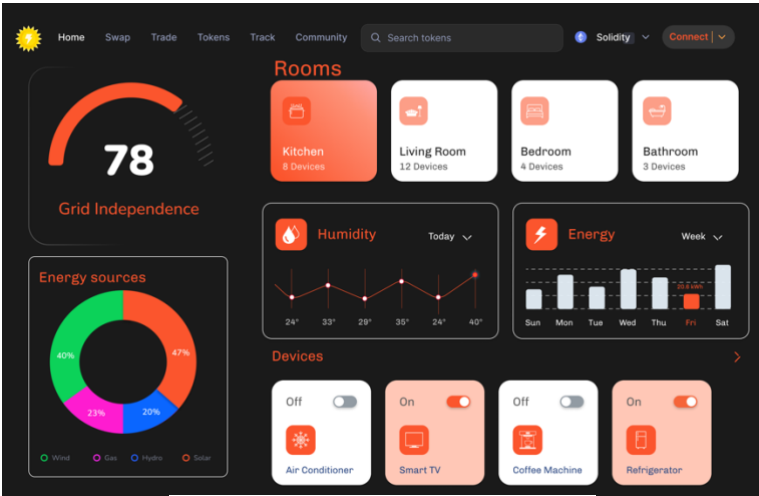 Home Swap Trade Tokens Track Community Search tokens Solidity Connect
78
Grid Independence
Rooms
Kitchen
8 Devices
Living Room
12 Devices
Bedroom
4 Devices
Bathroom
3 Devices
Humidity Today
24° 33° 29° 35° 24° 40°
Energy Week
20.8 kWh
Sun Mon Tue Wed Thu Fri Sat
Energy sources
40% 47%
23% 20%
Wind Gas Hydro Solar
Devices
Off
Air Conditioner
On
Smart TV
Off
Coffee Machine
On
Refrigerator